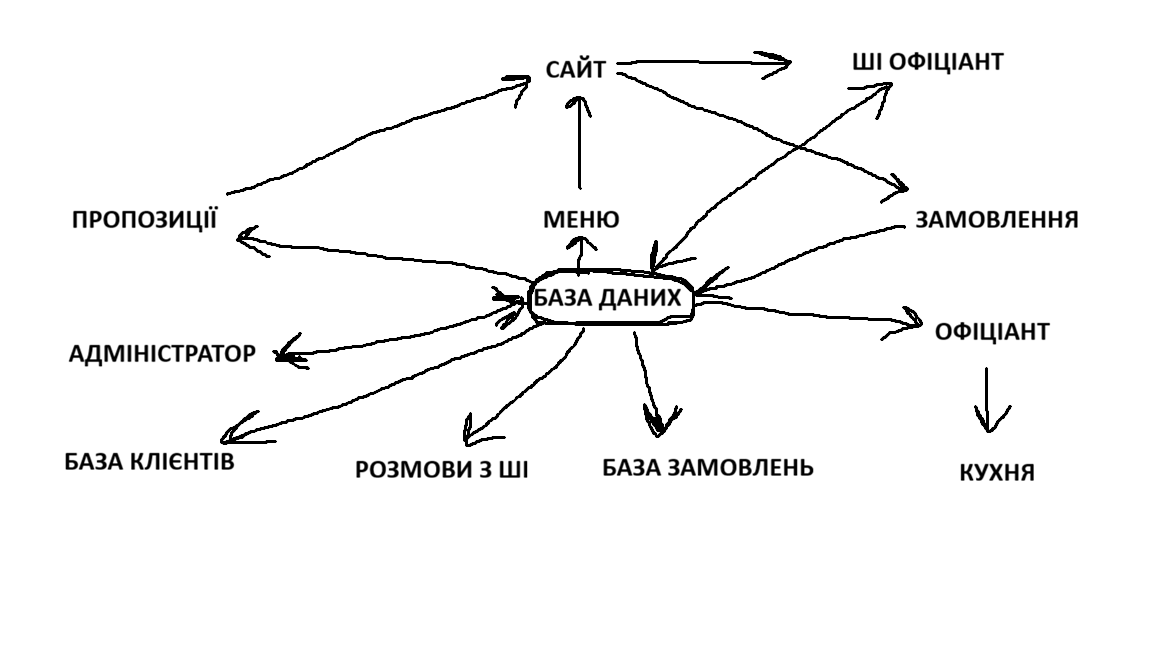 САЙТ
ШІ ОФІЦІАНТ
ПРОПОЗИЦІЇ
МЕНЮ
ЗАМОВЛЕННЯ
БАЗА ДАНИХ
ОФІЦІАНТ
АДМІНІСТРАТОР
БАЗА КЛІЄНТІВ
РОЗМОВИ З ШІ
БАЗА ЗАМОВЛЕНЬ
КУХНЯ